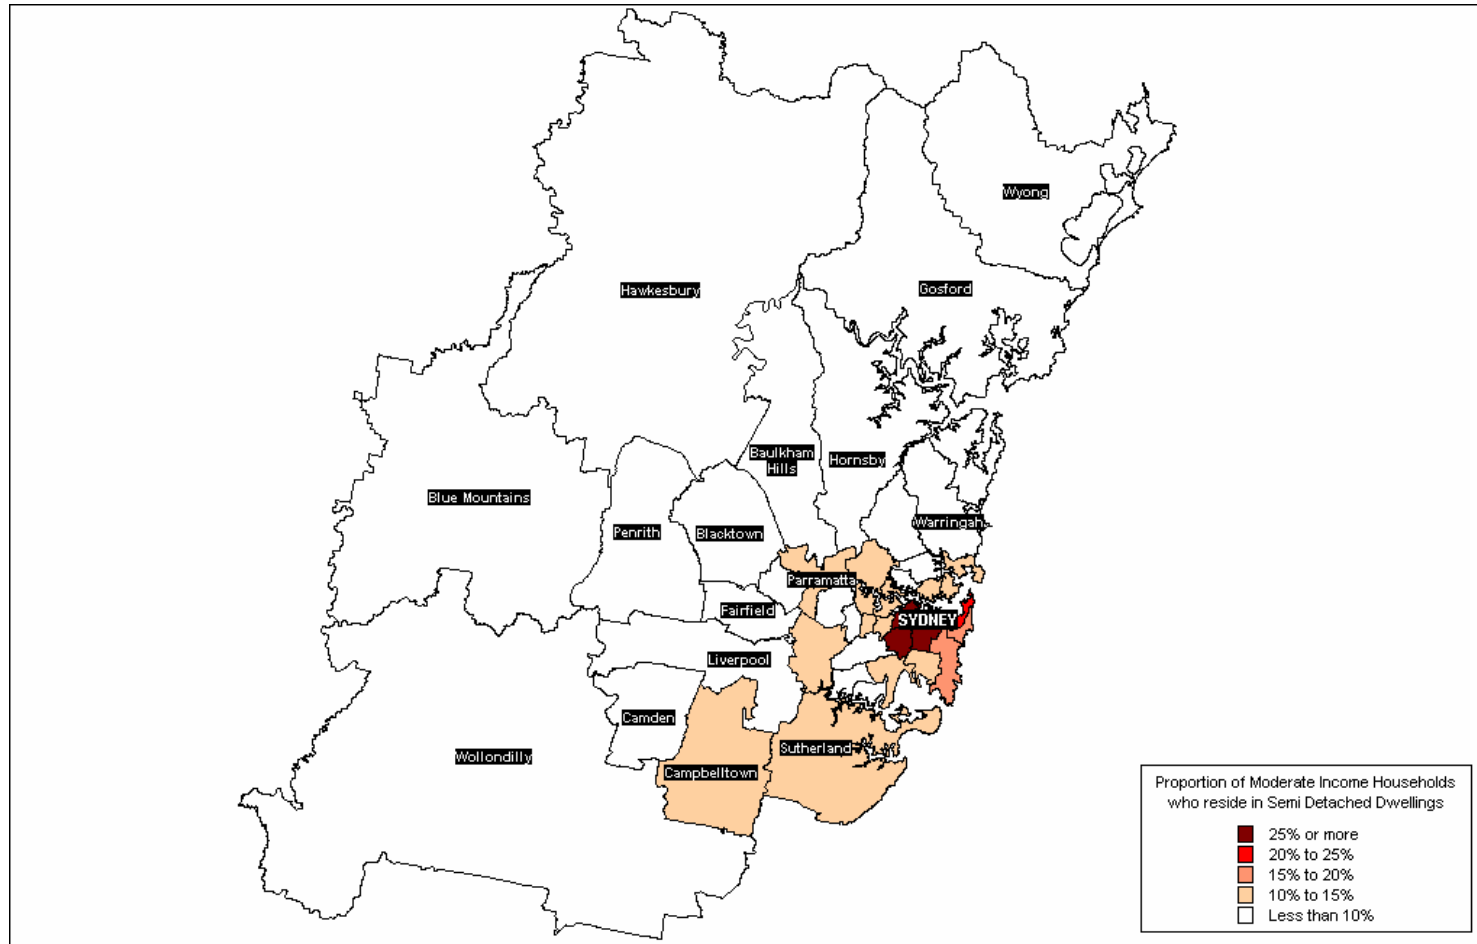 Wyong
Gosford
Hawkesbury
Baulkham
Hills
Hornsby
Blue Mountains
Warringah
Penrith
Blacktown
Parramatta
Fairfield
SYDNEY
Liverpool
Camden
Sutherland
Wollondilly
Campbelltown
Proportion of Moderate Income Households
who reside in Semi Detached Dwellings
25% or more
20% to 25%
15% to 20%
10% to 15%
Less than 10%